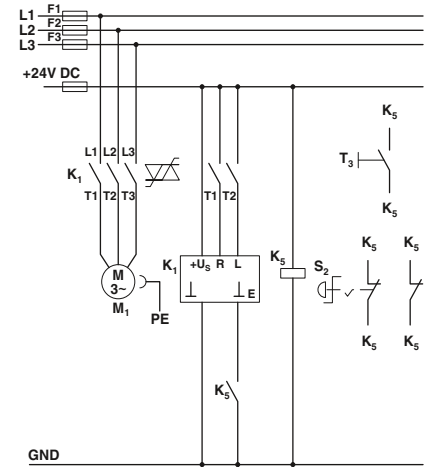 L1 F1
L2 F2
L3 F3
+24V DC
K5
L1 L2 L3
T3
K1
T1 T2 T3
T1 T2
K5
K1 +US R L
K5 S2
K5 K5
M
3~
E
M1
PE
K5 K5
K5
GND